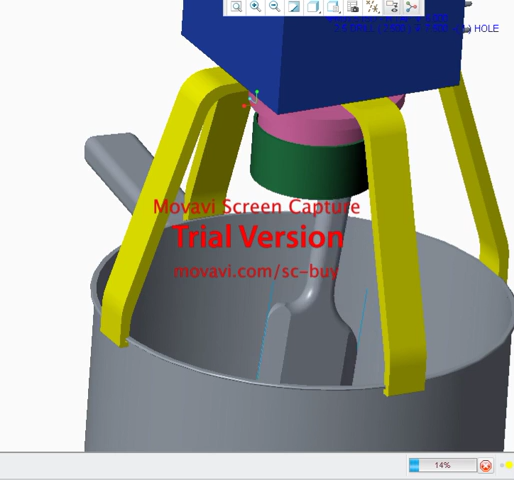 HOLE
Movavi Screen Capture
Trial Version
movavi.com/sc-buy
14%